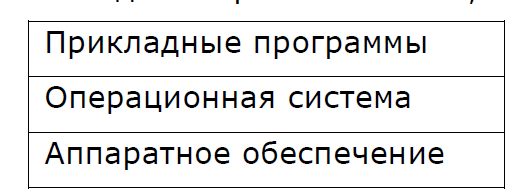 Прикладные программы
Операционная система
Аппаратное обеспечение